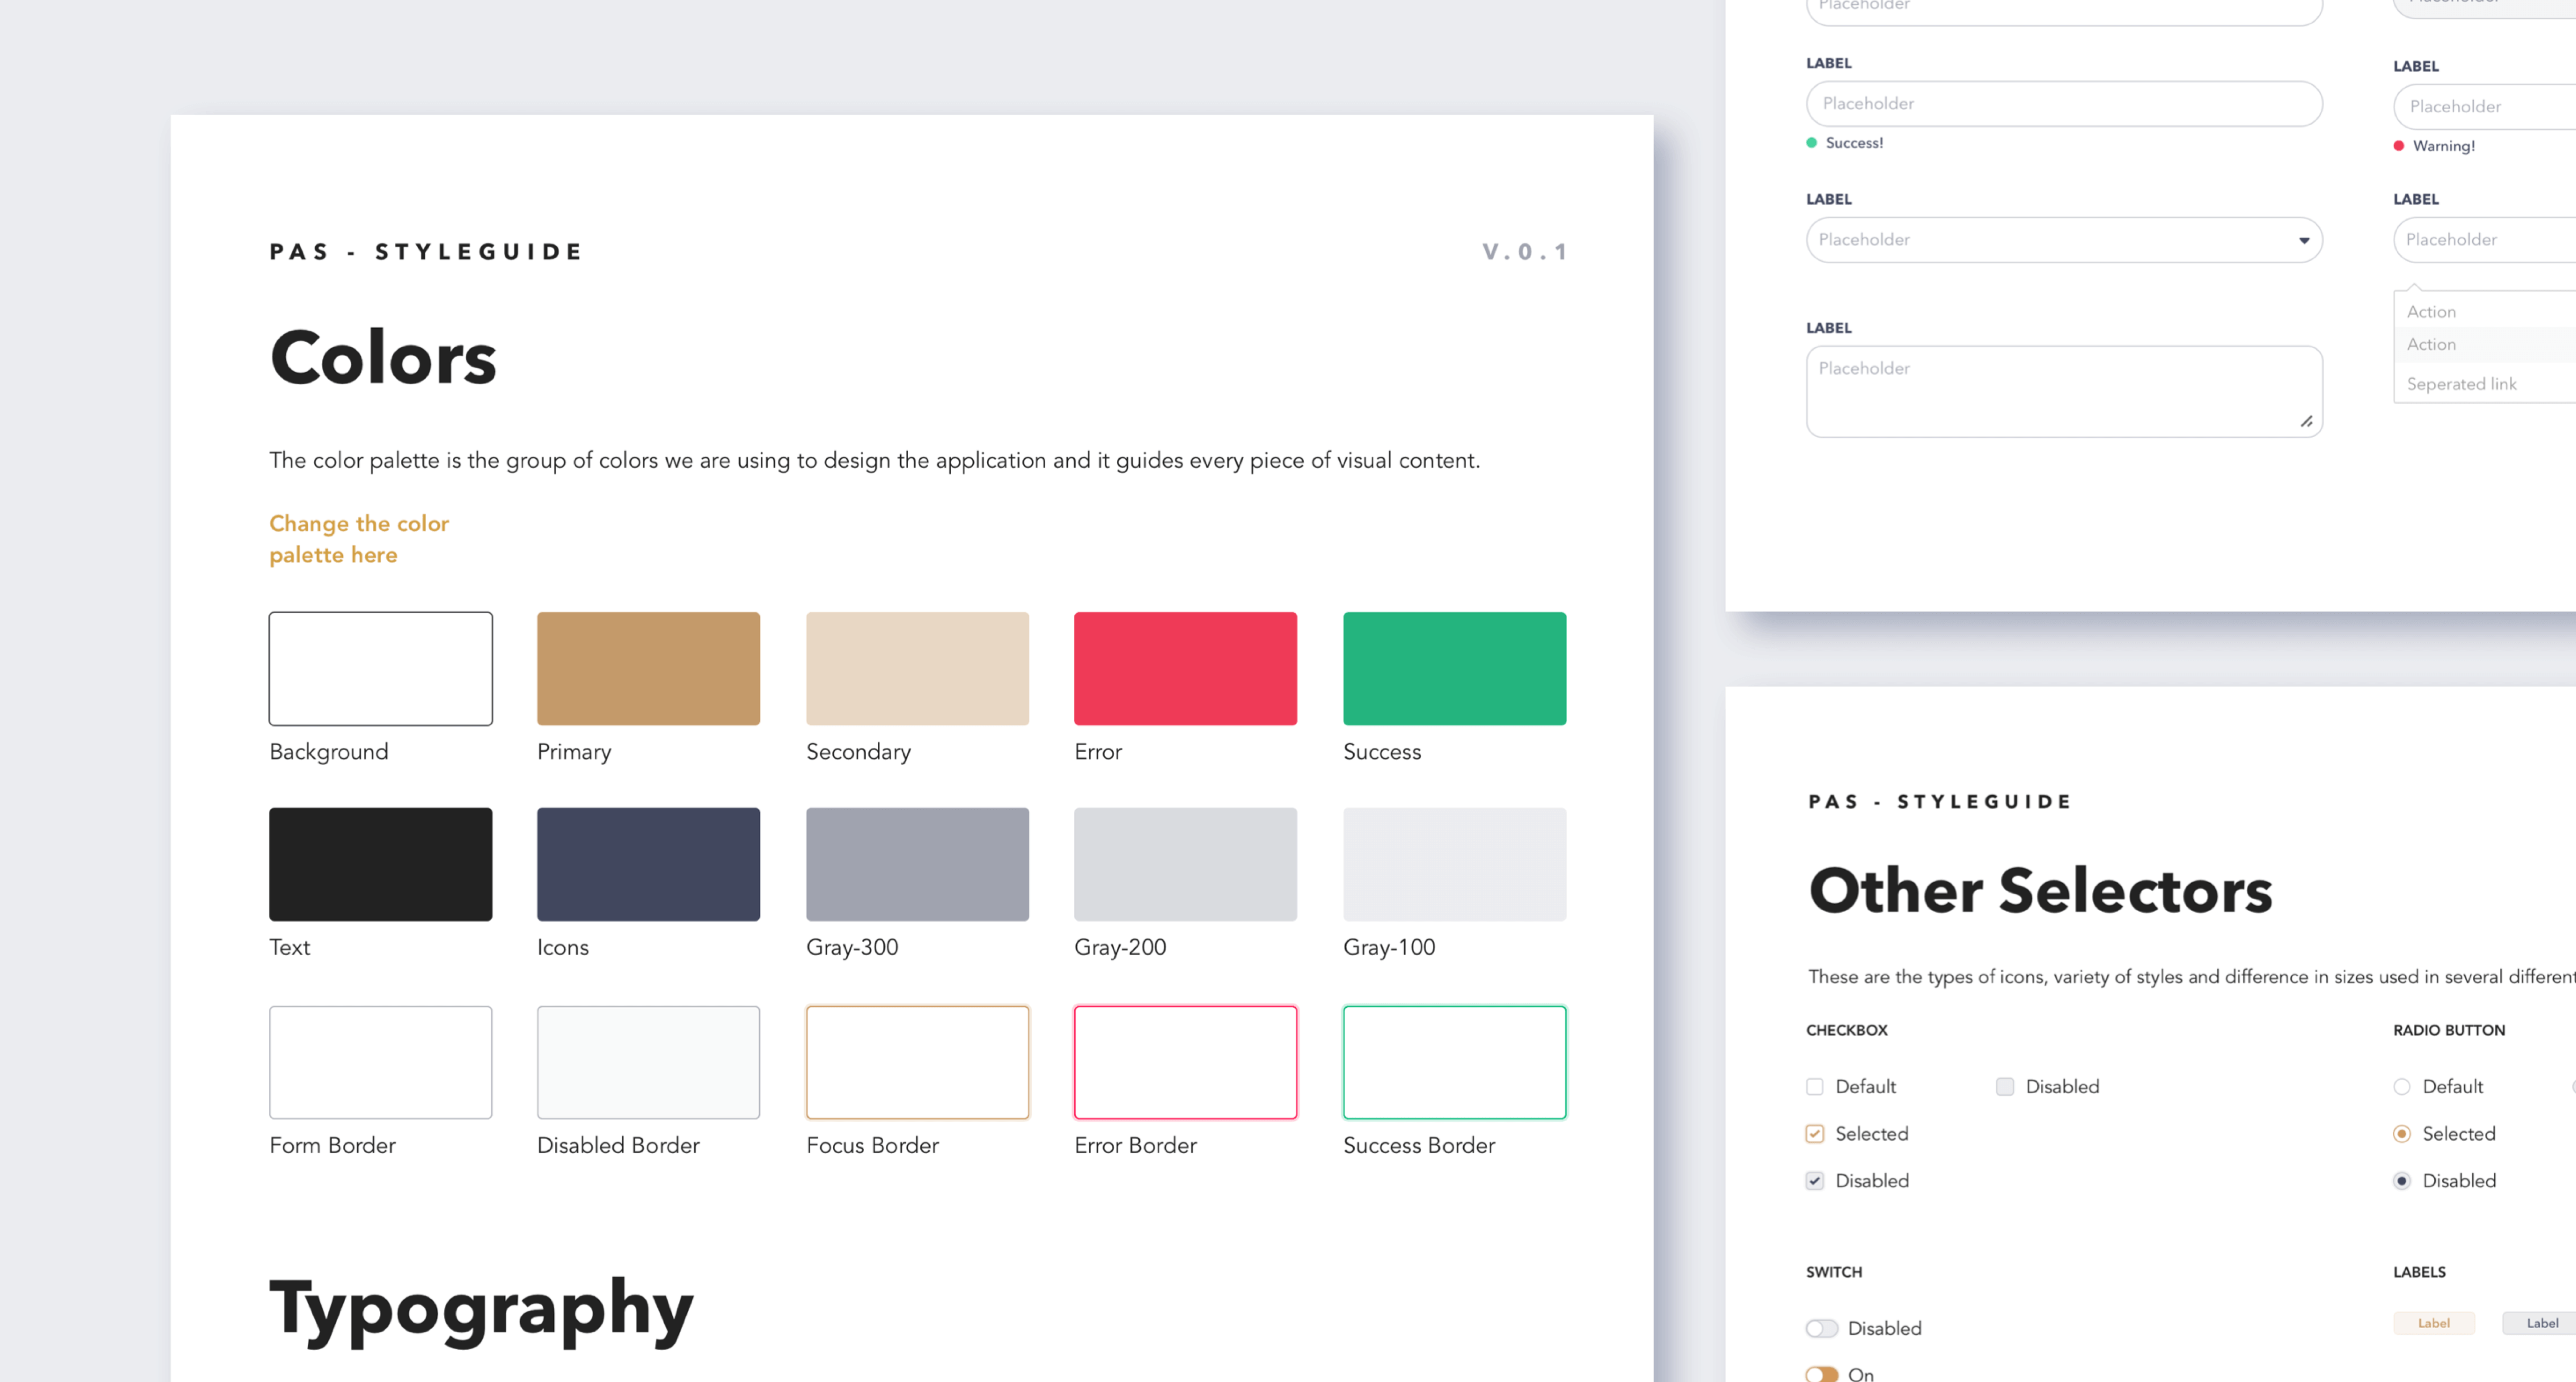 PAS - STYLEGUIDE
V.0.1
Colors
The color palette is the group of colors we are using to design the application and it guides every piece of visual content.
Change the color
palette here
Background
Primary
Secondary
Error
Success
Text
Icons
Gray-300
Gray-200
Gray-100
Form Border
Disabled Border
Focus Border
Error Border
Success Border
Typography
Placeholder
LABEL
Placeholder
Success!
LABEL
Placeholder
Warning!
LABEL
Placeholder
LABEL
Placeholder
Action
Action
Seperated link
LABEL
Placeholder
PAS - STYLEGUIDE
Other Selectors
These are the types of icons, variety of styles and difference in sizes used in several different
CHECKBOX
Default
Disabled
Selected
Disabled
RADIO BUTTON
Default
Selected
Disabled
SWITCH
Disabled
On
LABELS
Label
Label